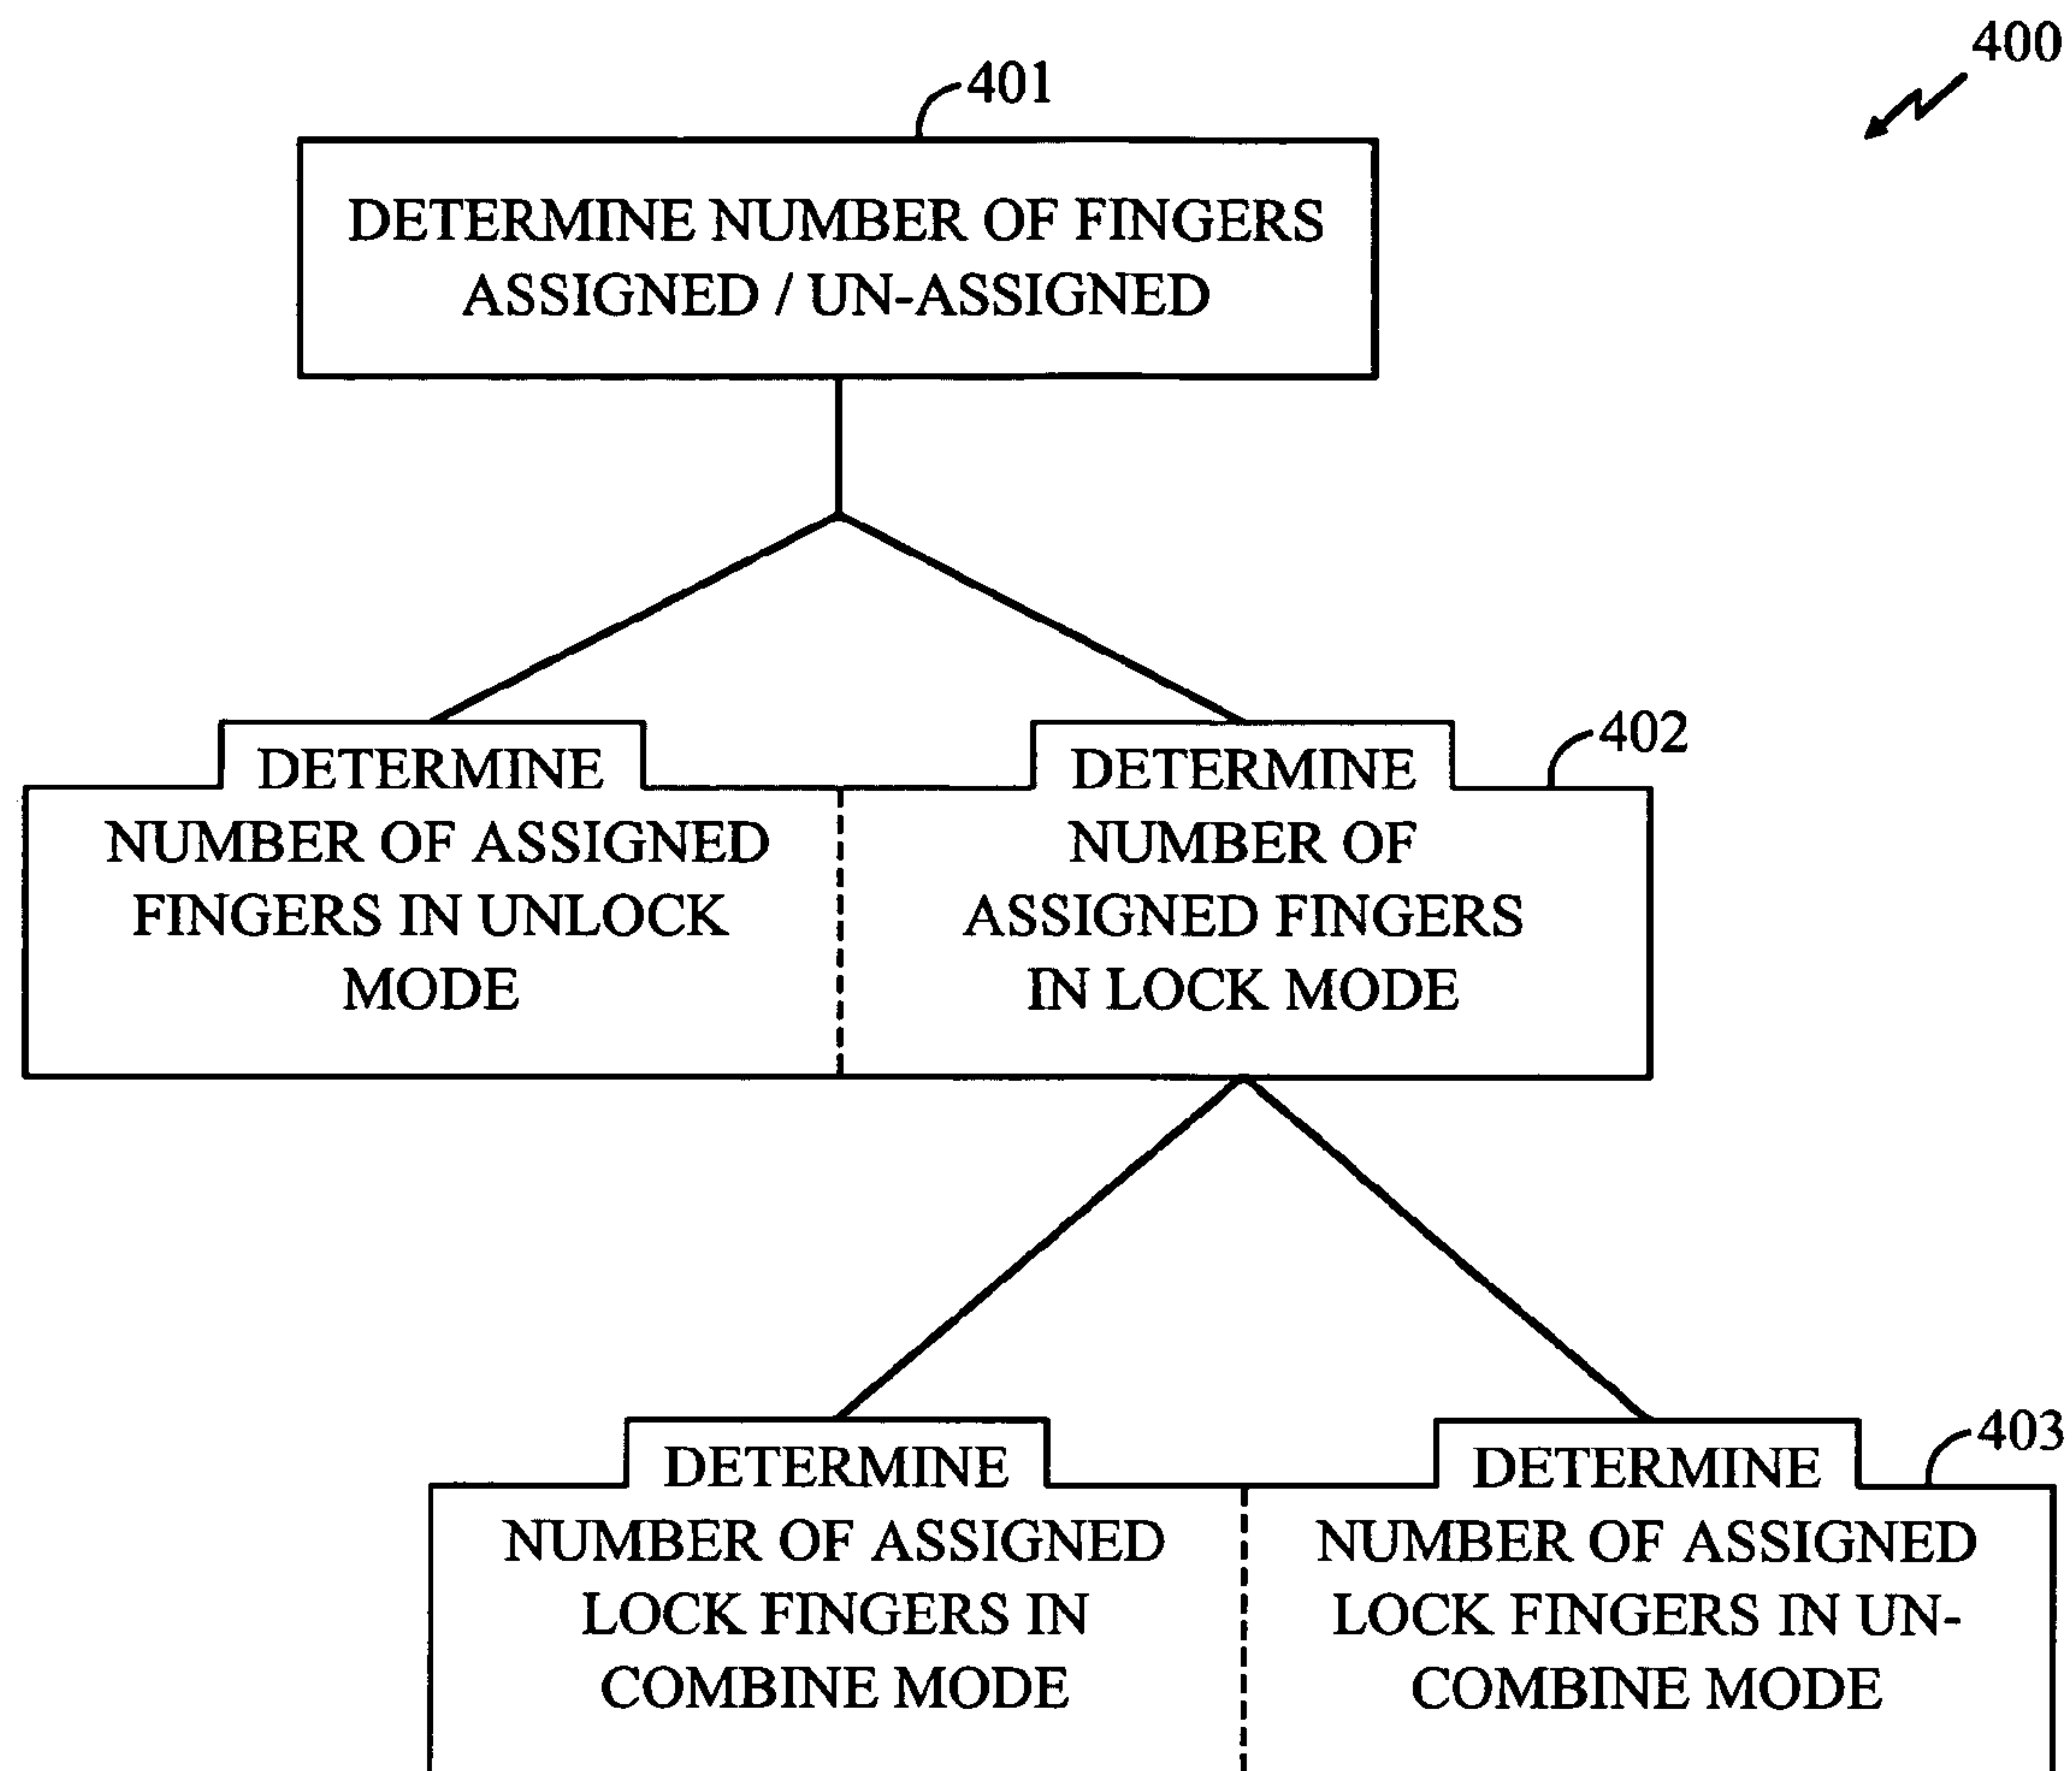 400
401
DETERMINE NUMBER OF FINGERS
ASSIGNED / UN-ASSIGNED
402
DETERMINE
NUMBER OF ASSIGNED
FINGERS IN UNLOCK
MODE
DETERMINE
NUMBER OF
ASSIGNED FINGERS
IN LOCK MODE
403
DETERMINE
NUMBER OF ASSIGNED
LOCK FINGERS IN
COMBINE MODE
DETERMINE
NUMBER OF ASSIGNED
LOCK FINGERS IN UN-
COMBINE MODE